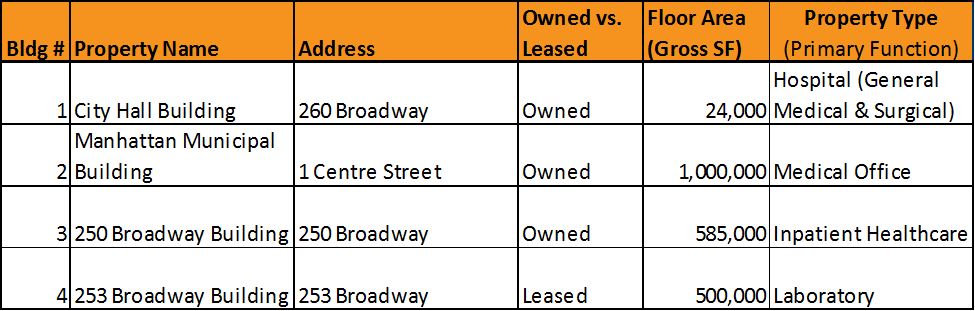 Bldg # Property Name Address Owned vs. Leased Floor Area (Gross SF) Property Type (Primary Function)
1 City Hall Building 260 Broadway Owned 24,000 Hospital (General Medical & Surgical)
2 Manhattan Municipal Building 1 Centre Street Owned 1,000,000 Medical Office
3 250 Broadway Building 250 Broadway Owned 585,000 Inpatient Healthcare
4 253 Broadway Building 253 Broadway Leased 500,000 Laboratory